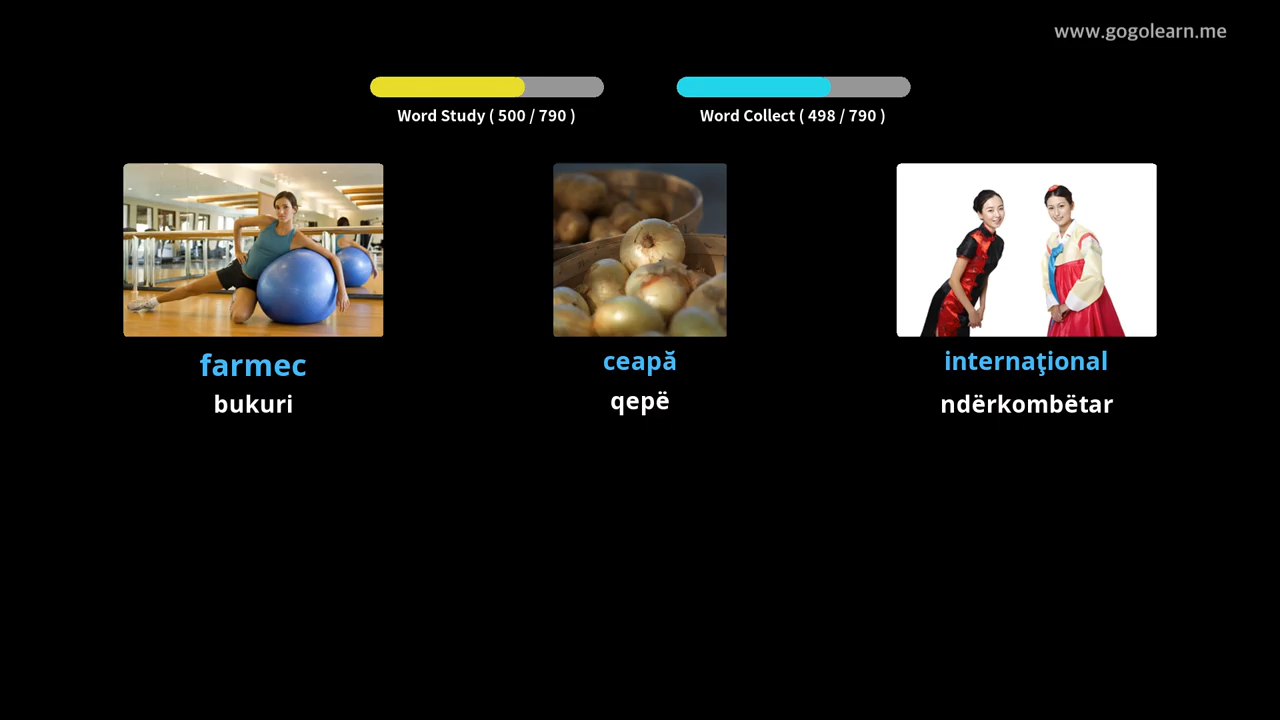 www.gogolearn.me
Word Study ( 500 / 790 )
Word Collect ( 498 / 790 )
farmec
bukuri
ceapă
qepë
internaţional
ndërkombëtar